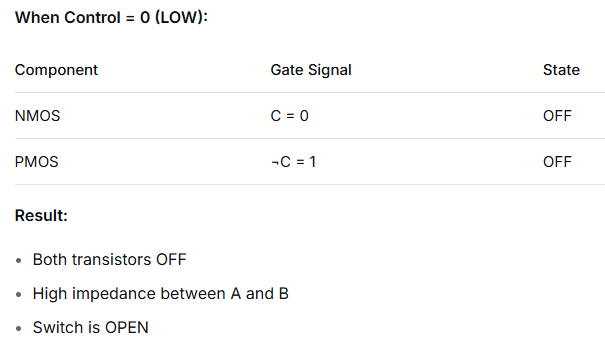 When Control = 0 (LOW):
Component Gate Signal State
NMOS C = 0 OFF
PMOS ¬C = 1 OFF
Result:
• Both transistors OFF
• High impedance between A and B
• Switch is OPEN